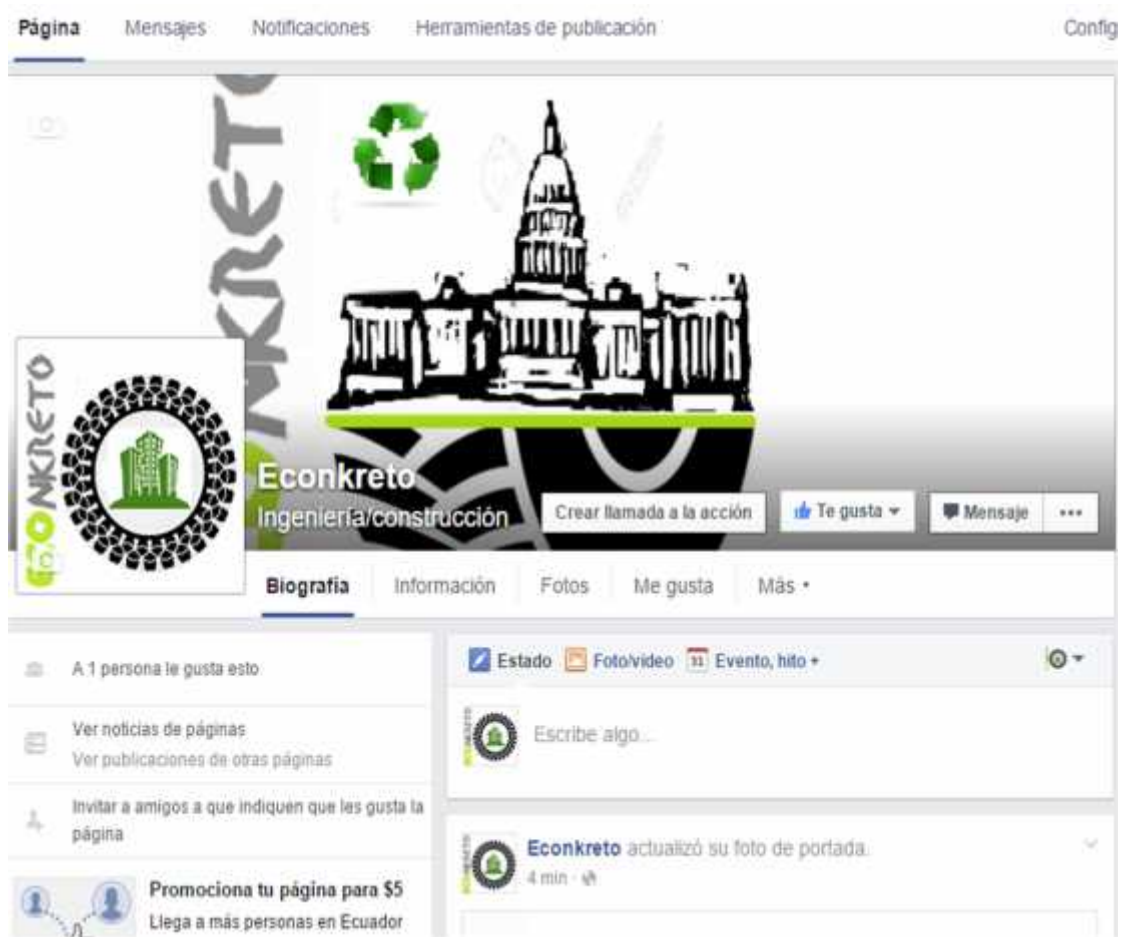 Página Mensajes Notificaciones Herramientas de publicación Config
NKRETO
ECONKRETO
Econkreto
Ingeniería/construcción
Crear llamada a la acción Te gusta Mensaje
Biografía Información Fotos Me gusta Más
A 1 persona le gusta esto
Ver noticias de páginas
Ver publicaciones de otras páginas
Invitar a amigos a que indiquen que les gusta la
página
Promociona tu página para $5
Llega a más personas en Ecuador
Estado Foto/video 31 Evento, hito +
Escribe algo...
Econkreto actualizó su foto de portada.
4 min ·